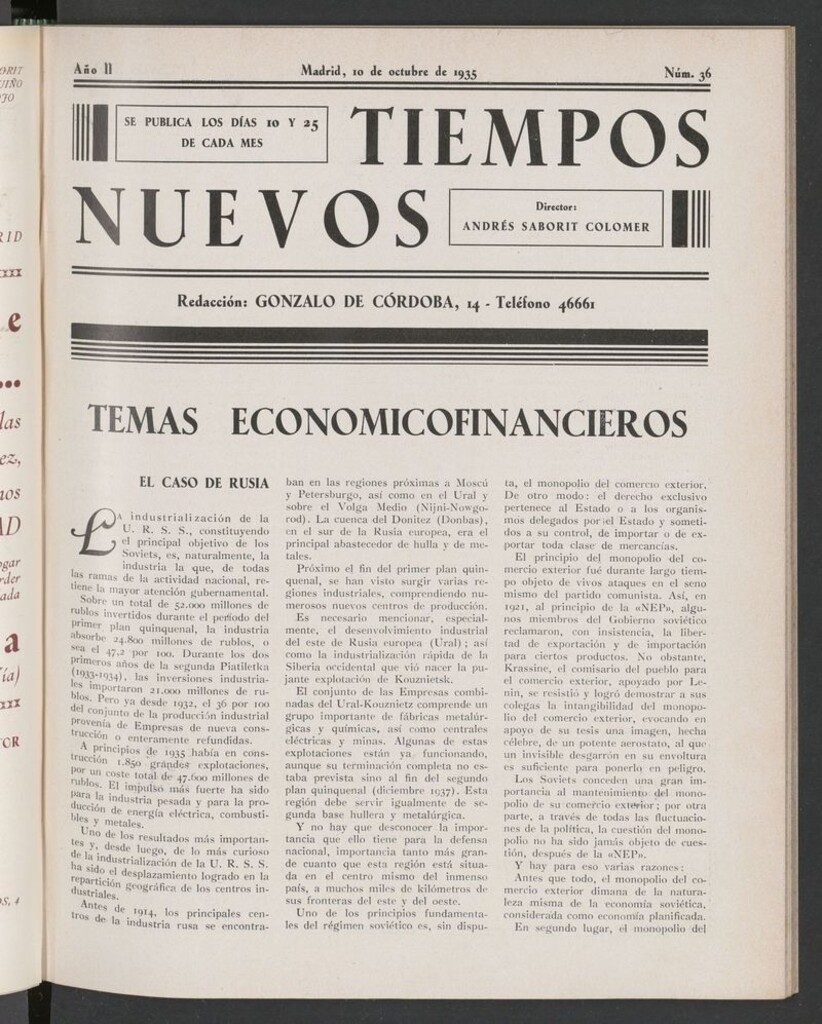 ORIT
UIÑO
930
RID
xxx
e
...
las
ez,
nos
AD
ogar
rder
ada
a
ía)
xxx
OR
OS, 4
Año II
Madrid, 10 de octubre de 1935
Núm. 36
SE PUBLICA LOS DÍAS 10 Y 25
DE CADA MES
TIEMPOS
NUEVOS
Director:
ANDRÉS SABORIT COLOMER
Redacción: GONZALO DE CÓRDOBA, 14 - Teléfono 46661
TEMAS ECONOMICOFINANCIEROS
EL CASO DE RUSIA
LA industrialización de la
U. R. S. S., constituyendo
el principal objetivo de los
Soviets, es, naturalmente, la
industria la que, de todas
las ramas de la actividad nacional, re-
tiene la mayor atención gubernamental.
Sobre un total de 52.000 millones de
rublos invertidos durante el período del
primer plan quinquenal, la industria
absorbe 24.800 millones de rublos, o
sea el 47,2 por 100. Durante los dos
primeros años de la segunda Piatiletka
(1933-1934), las inversiones industria-
les importaron 21.000 millones de ru-
blos. Pero ya desde 1932, el 36 por 100
del conjunto de la producción industrial
provenía de Empresas de nueva cons-
trucción o enteramente refundidas.
A principios de 1935 había en cons-
trucción 1.850 grandes explotaciones,
por un coste total de 47.600 millones de
rublos. El impulso más fuerte ha sido
para la industria pesada y para la pro-
ducción de energía eléctrica, combusti-
bles y metales.
Uno de los resultados más importan-
tes y, desde luego, de lo más curioso
de la industrialización de la U. R. S. S.
ha sido el desplazamiento logrado en la
repartición geográfica de los centros in-
dustriales.
Antes de 1914, los principales cen-
tros de la industria rusa se encontra-
ban en las regiones próximas a Moscú
y Petersburgo, así como en el Ural y
sobre el Volga Medio (Nijni-Nowgo-
rod). La cuenca del Donitez (Donbas),
en el sur de la Rusia europea, era el
principal abastecedor de hulla y de me-
tales.
Próximo el fin del primer plan quin-
quenal, se han visto surgir varias re-
giones industriales, comprendiendo nu-
merosos nuevos centros de producción.
Es necesario mencionar, especial-
mente, el desenvolvimiento industrial
del este de Rusia europea (Ural); así
como la industrialización rápida de la
Siberia occidental que vió nacer la pu-
jante explotación de Kouznietsk.
El conjunto de las Empresas combi-
nadas del Ural-Kouznietz comprende un
grupo importante de fábricas metalúr-
gicas y químicas, así como centrales
eléctricas y minas. Algunas de estas
explotaciones están ya funcionando,
aunque su terminación completa no es-
taba prevista sino al fin del segundo
plan quinquenal (diciembre 1937). Esta
región debe servir igualmente de se-
gunda base hullera y metalúrgica.
Y no hay que desconocer la impor-
tancia que ello tiene para la defensa
nacional, importancia tanto más gran-
de cuanto que esta región está situa-
da en el centro mismo del inmenso
país, a muchos miles de kilómetros de
sus fronteras del este y del oeste.
Uno de los principios fundamenta-
les del régimen soviético es, sin dispu-
ta, el monopolio del comercio exterior.
De otro modo: el derecho exclusivo
pertenece al Estado o a los organis-
mos delegados por el Estado y someti-
dos a su control, de importar o de ex-
portar toda clase de mercancías.
El principio del monopolio del co-
mercio exterior fué durante largo tiem-
po objeto de vivos ataques en el seno
mismo del partido comunista. Así, en
1921, al principio de la «NEP», algu-
nos miembros del Gobierno soviético
reclamaron, con insistencia, la liber-
tad de exportación y de importación
para ciertos productos. No obstante,
Krassine, el comisario del pueblo para
el comercio exterior, apoyado por Le-
nin, se resistió y logró demostrar a sus
colegas la intangibilidad del monopo-
lio del comercio exterior, evocando en
apoyo de su tesis una imagen, hecha
célebre, de un potente aerostato, al que
un invisible desgarrón en su envoltura
es suficiente para ponerlo en peligro.
Los Soviets conceden una gran im-
portancia al mantenimiento del mono-
polio de su comercio exterior; por otra
parte, a través de todas las fluctuacio-
nes de la política, la cuestión del mono-
polio no ha sido jamás objeto de cues-
tión, después de la «NEP».
Y hay para eso varias razones:
Antes que todo, el monopolio del co-
mercio exterior dimana de la natura-
leza misma de la economía soviética,
considerada como economía planificada.
En segundo lugar, el monopolio del